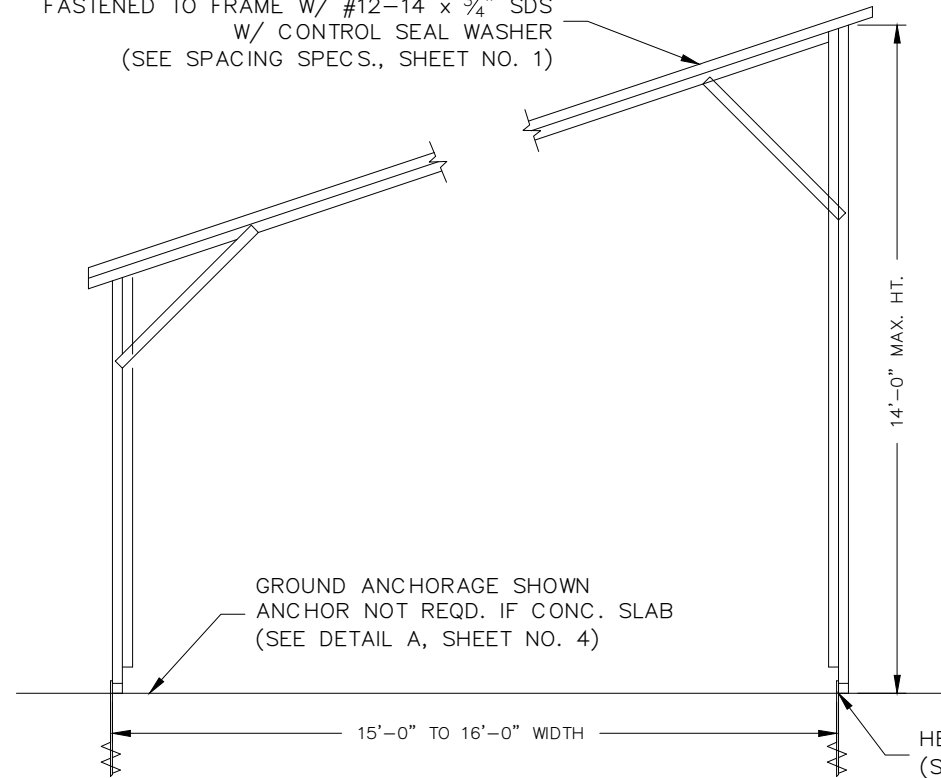 FASTENED TO FRAME W/ #12-14 x 3/4" SDS
W/ CONTROL SEAL WASHER
(SEE SPACING SPECS., SHEET NO. 1)
14'-0" MAX. HT.
GROUND ANCHORAGE SHOWN
ANCHOR NOT REQD. IF CONC. SLAB
(SEE DETAIL A, SHEET NO. 4)
15'-0" TO 16'-0" WIDTH